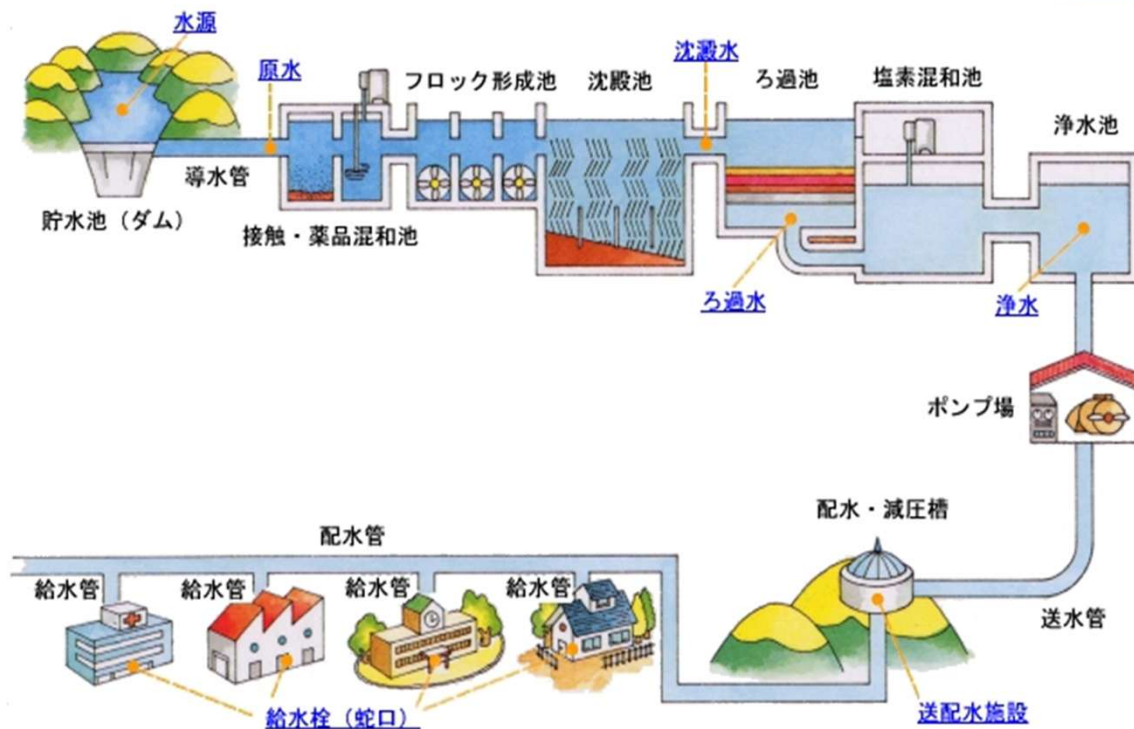 水源
原水
フロック形成池
沈殿池
沈澱水
ろ過池
塩素混和池
浄水池
導水管
貯水池(ダム)
接触・薬品混和池
ろ過水
浄水
ポンプ場
配水・減圧槽
配水管
給水管
給水管
給水管
給水管
送水管
給水栓(蛇口)
送配水施設